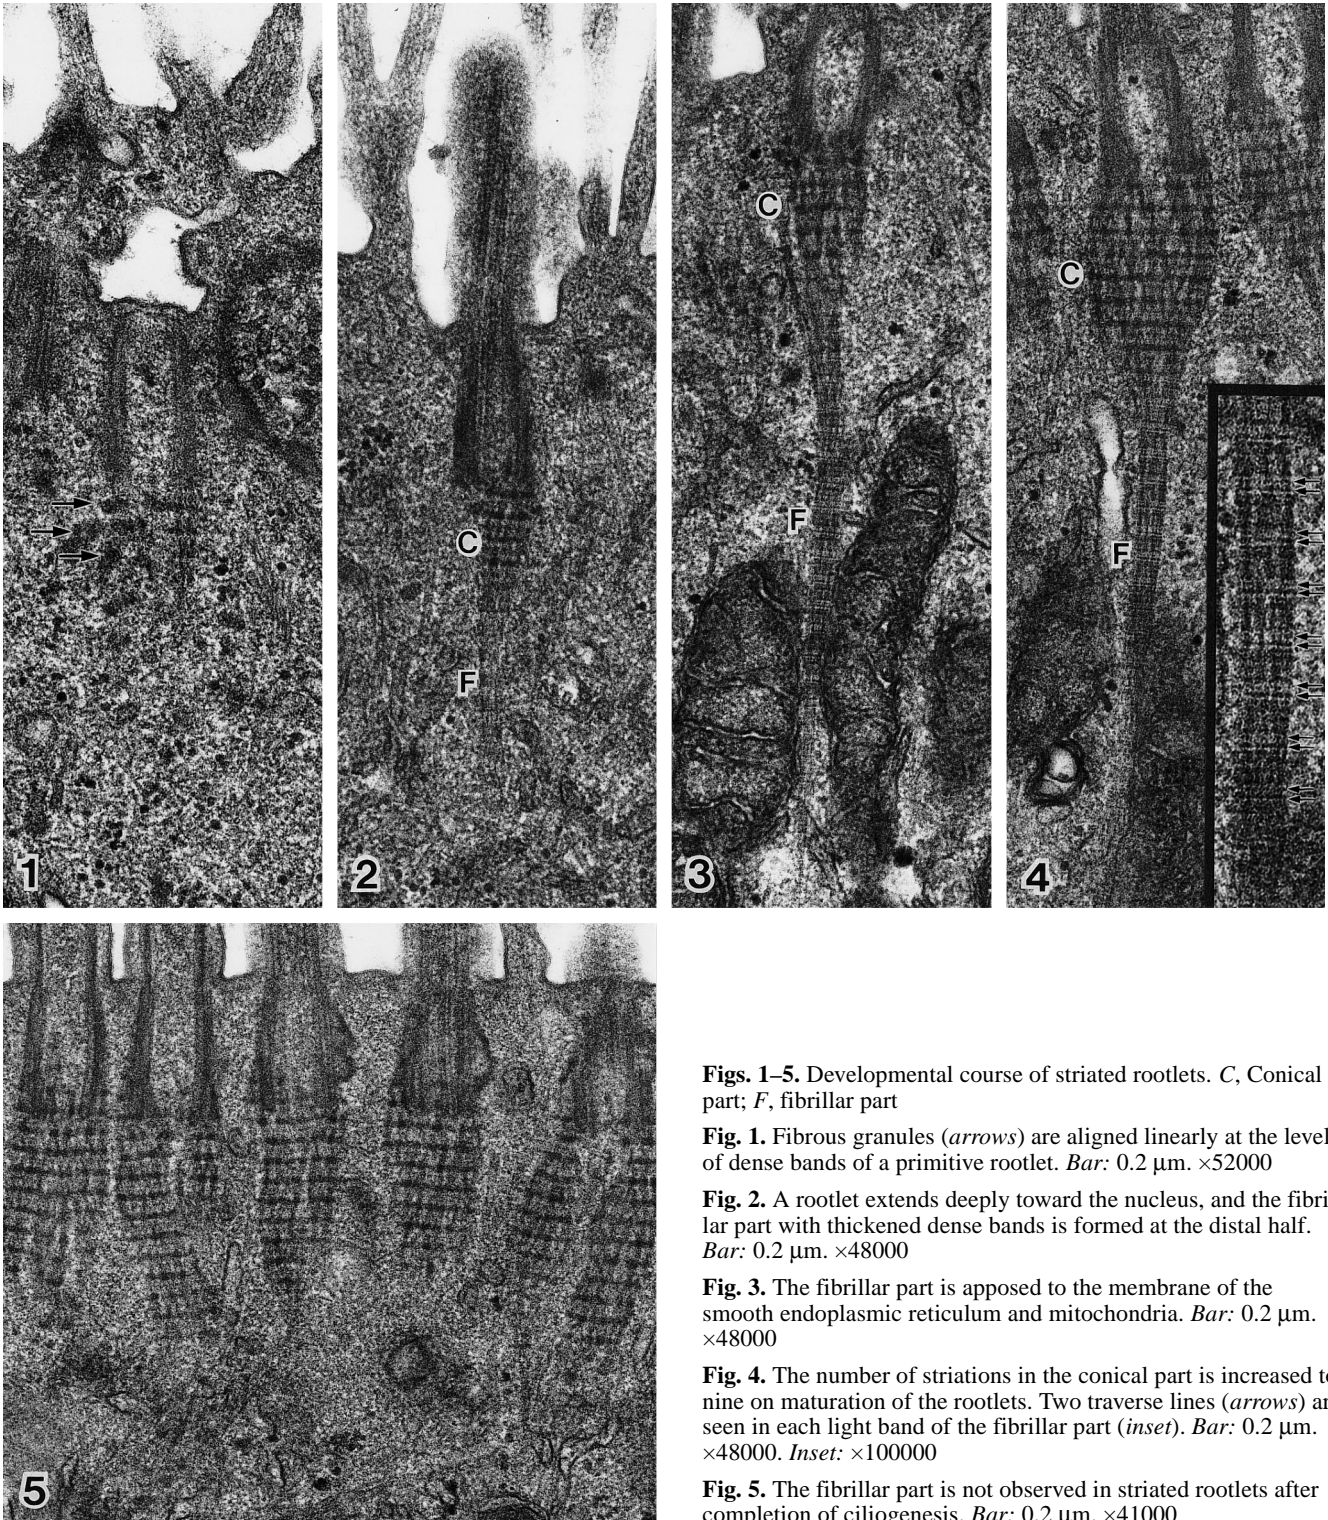 C
C
C
F
F
F
1
2
3
4
5
Figs. 1–5. Developmental course of striated rootlets. C, Conical
part; F, fibrillar part
Fig. 1. Fibrous granules (arrows) are aligned linearly at the level
of dense bands of a primitive rootlet. Bar: 0.2 µm. ×52000
Fig. 2. A rootlet extends deeply toward the nucleus, and the fibri
lar part with thickened dense bands is formed at the distal half.
Bar: 0.2 µm. ×48000
Fig. 3. The fibrillar part is apposed to the membrane of the
smooth endoplasmic reticulum and mitochondria. Bar: 0.2 µm.
×48000
Fig. 4. The number of striations in the conical part is increased
nine on maturation of the rootlets. Two traverse lines (arrows)
seen in each light band of the fibrillar part (inset). Bar: 0.2 µm.
×48000. Inset: ×100000
Fig. 5. The fibrillar part is not observed in striated rootlets after
completion of ciliogenesis. Bar: 0.2 µm. ×41000